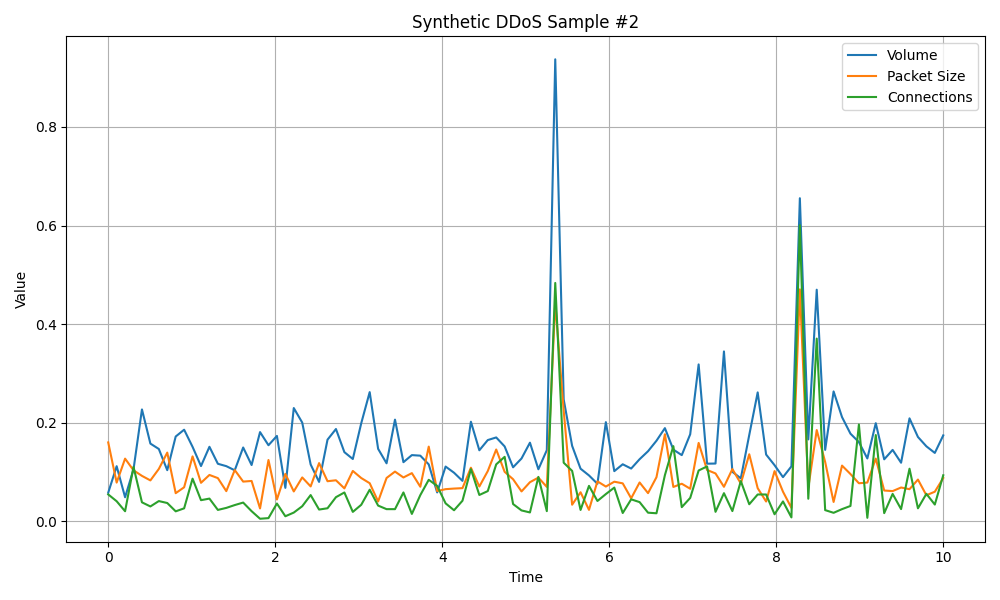 Synthetic DDoS Sample #2
Volume
Packet Size
Connections
Value
0.8
0.6
0.4
0.2
0.0
0 2 4 6 8 10
Time